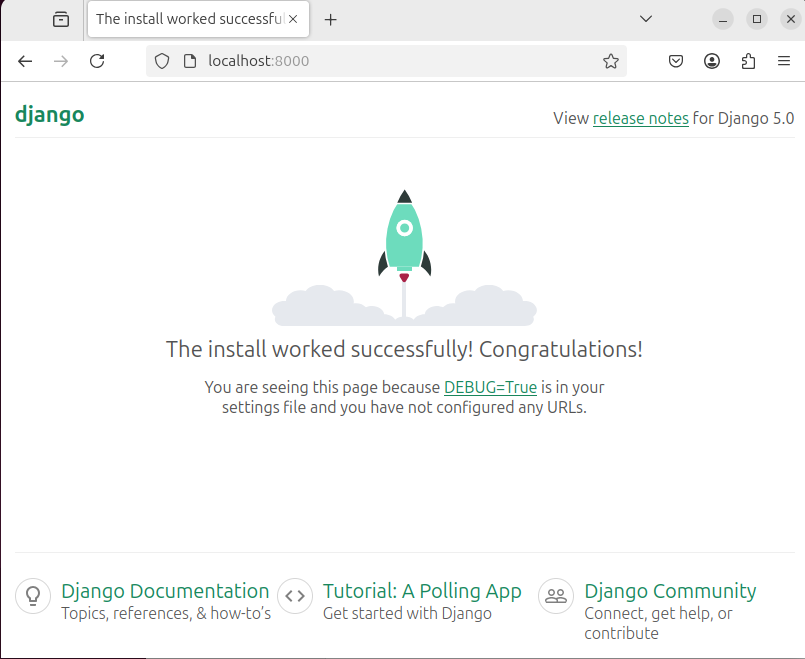 The install worked successfu
localhost:8000
django
View release notes for Django 5.0
The install worked successfully! Congratulations!
You are seeing this page because DEBUG=True is in your
settings file and you have not configured any URLs.
Django Documentation
Topics, references, & how-to’s
Tutorial: A Polling App
Get started with Django
Django Community
Connect, get help, or
contribute